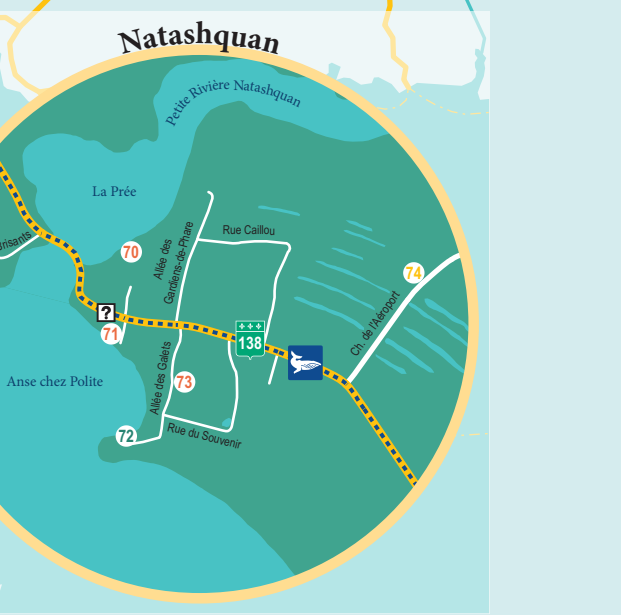 Natashquan
Petite Rivière Natashquan
La Prée
Rue Caillou
Allée des
Gardiens-de-Phare
70
74
?
71
138
Ch. de l'Aéroport
Anse chez Polite
Allée des Galets
73
72
Rue du Souvenir